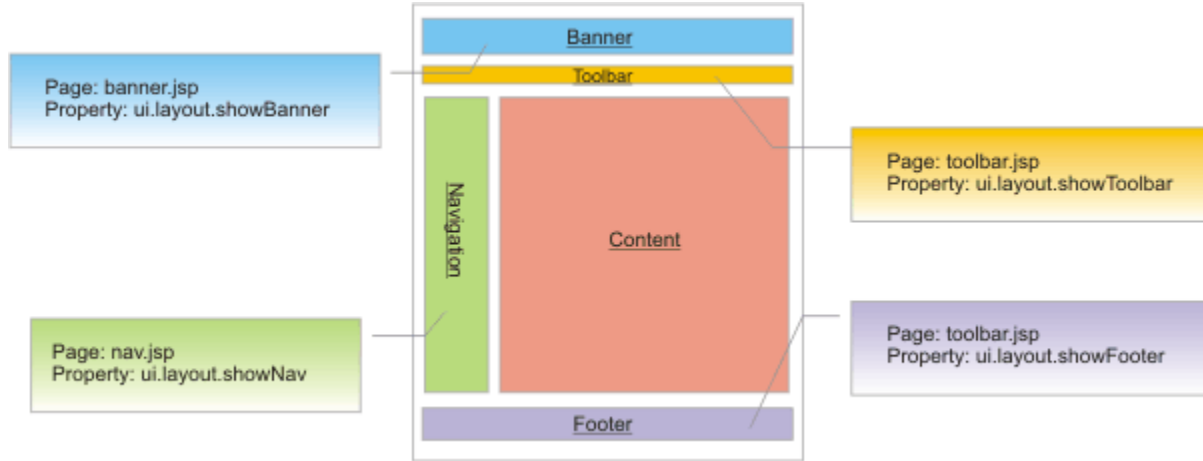 Banner
Toolbar
Page: banner.jsp
Property: ui.layout.showBanner
Page: toolbar.jsp
Property: ui.layout.showToolbar
Navigation
Content
Page: nav.jsp
Property: ui.layout.showNav
Page: toolbar.jsp
Property: ui.layout.showFooter
Footer